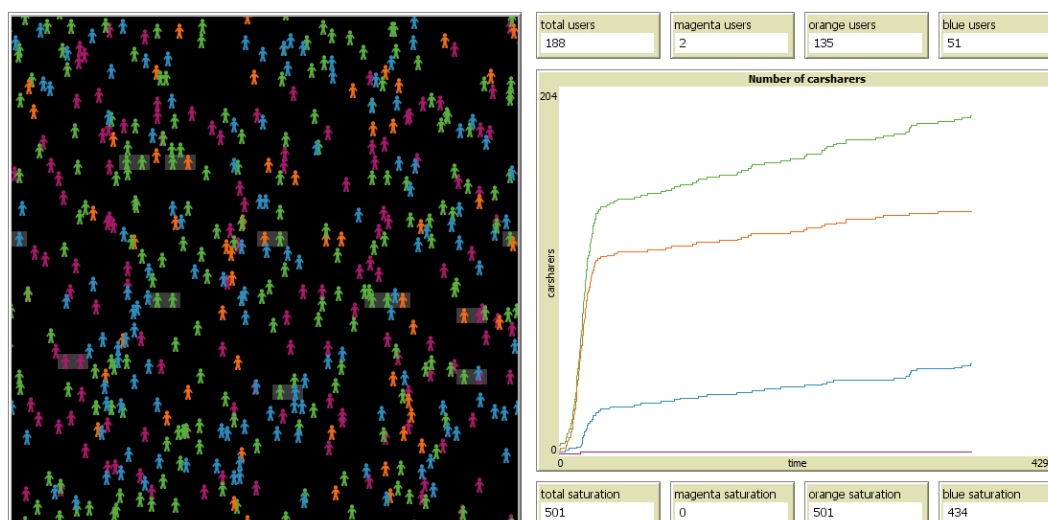 total users
188
magenta users
2
orange users
135
blue users
51
Number of carsharers
204
carsharers
0
0
time
429
total saturation
501
magenta saturation
0
orange saturation
501
blue saturation
434